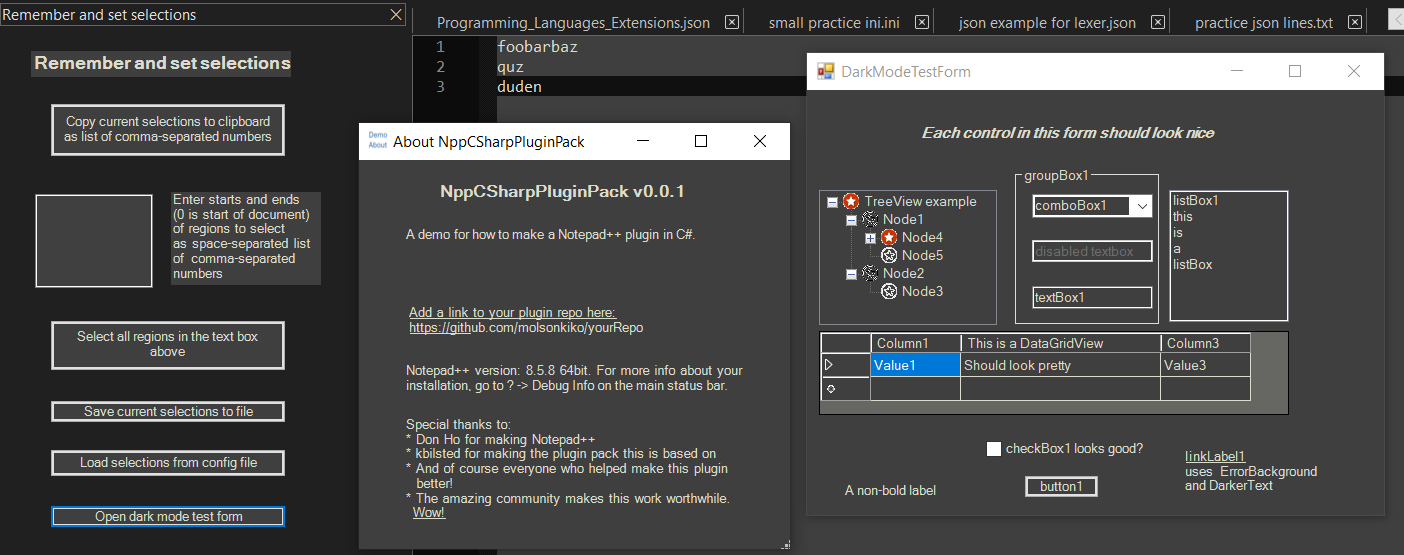 Remember and set selections
Remember and set selections
Copy current selections to clipboard
as list of comma-separated numbers
Enter starts and ends
(0 is start of document)
of regions to select
as space-separated list
of comma-separated
numbers
Select all regions in the text box
above
Save current selections to file
Load selections from config file
Open dark mode test form
Programming_Languages_Extensions.json
small practice ini.ini
json example for lexer.json
practice json lines.txt
1 foobarbaz
2 quz
3 duden
Demo
About
About NppCSharpPluginPack
NppCSharpPluginPack v0.0.1
A demo for how to make a Notepad++ plugin in C#.
Add a link to your plugin repo here:
https://github.com/molsonkiko/yourRepo
Notepad++ version: 8.5.8 64bit. For more info about your
installation, go to ? -> Debug Info on the main status bar.
Special thanks to:
* Don Ho for making Notepad++
* kbilsted for making the plugin pack this is based on
* And of course everyone who helped make this plugin
better!
* The amazing community makes this work worthwhile.
Wow!
DarkModeTestForm
Each control in this form should look nice
TreeView example
Node1
Node4
Node5
Node2
Node3
groupBox1
comboBox1
disabled textbox
textBox1
listBox1
this
is
a
listBox
Column1 This is a DataGridView Column3
Value1 Should look pretty Value3
checkBox1 looks good?
A non-bold label
button1
linkLabel1
uses ErrorBackground
and DarkerText